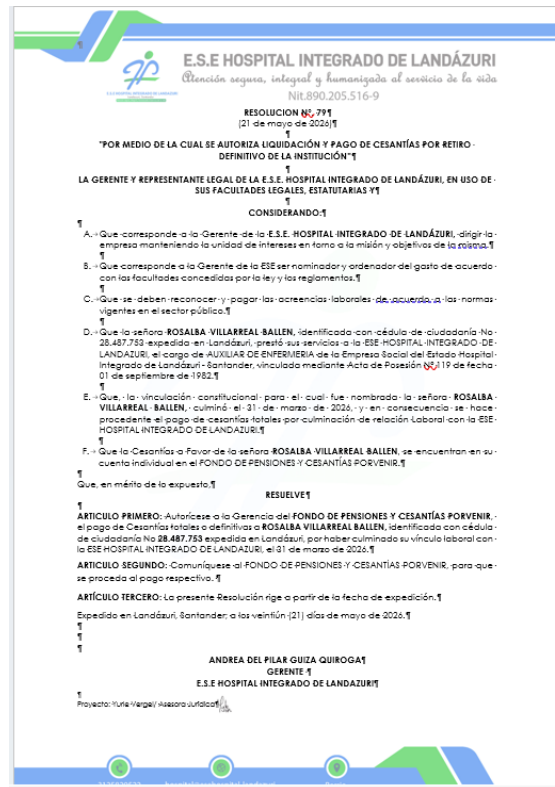 E.S.E HOSPITAL INTEGRADO DE LANDÁZURI
Atención segura, integral y humanizada al servicio de la vida
Nit.890.205.516-9
RESOLUCION Nº. 79
(21 de mayo de 2026)
"POR MEDIO DE LA CUAL SE AUTORIZA LIQUIDACIÓN Y PAGO DE CESANTÍAS POR RETIRO
DEFINITIVO DE LA INSTITUCIÓN"
LA GERENTE Y REPRESENTANTE LEGAL DE LA E.S.E. HOSPITAL INTEGRADO DE LANDÁZURI, EN USO DE
SUS FACULTADES LEGALES, ESTATUTARIAS Y
CONSIDERANDO:
A. Que corresponde a la Gerente de la E.S.E. HOSPITAL INTEGRADO DE LANDÁZURI, dirigir la
empresa manteniendo la unidad de intereses en torno a la misión y objetivos de la misma.
B. Que corresponde a la Gerente de la ESE ser nominador y ordenador del gasto de acuerdo
con las facultades concedidas por la ley y los reglamentos.
C. Que se deben reconocer y pagar las acreencias laborales de acuerdo a las normas
vigentes en el sector público.
D. Que la señora ROSALBA VILLARREAL BALLEN, identificada con cédula de ciudadanía No
28.487.753 expedida en Landázuri, prestó sus servicios a la ESE HOSPITAL INTEGRADO DE
LANDAZURI, el cargo de AUXILIAR DE ENFERMERIA de la Empresa Social del Estado Hospital
Integrado de Landázuri - Santander, vinculada mediante Acta de Posesión Nº 119 de fecha
01 de septiembre de 1982.
E. Que, la vinculación constitucional para el cual fue nombrada la señora ROSALBA
VILLARREAL BALLEN, culminó el 31 de marzo de 2026, y en consecuencia se hace
procedente el pago de cesantías totales por culminación de relación Laboral con la ESE
HOSPITAL INTEGRADO DE LANDAZURI.
F. Que la Cesantías a Favor de la señora ROSALBA VILLARREAL BALLEN, se encuentran en su
cuenta individual en el FONDO DE PENSIONES Y CESANTÍAS PORVENIR.
Que, en mérito de lo expuesto,
RESUELVE
ARTICULO PRIMERO: Autorícese a la Gerencia del FONDO DE PENSIONES Y CESANTÍAS PORVENIR,
el pago de Cesantías totales o definitivas a ROSALBA VILLARREAL BALLEN, identificada con cédula
de ciudadanía No 28.487.753 expedida en Landázuri, por haber culminado su vínculo laboral con
la ESE HOSPITAL INTEGRADO DE LANDAZURI, el 31 de marzo de 2026.
ARTICULO SEGUNDO: Comuníquese al FONDO DE PENSIONES Y CESANTÍAS PORVENIR, para que
se proceda al pago respectivo.
ARTÍCULO TERCERO: La presente Resolución rige a partir de la fecha de expedición.
Expedido en Landázuri, Santander; a los veintiún (21) días de mayo de 2026.
ANDREA DEL PILAR GUIZA QUIROGA
GERENTE
E.S.E HOSPITAL INTEGRADO DE LANDAZURI
Proyecto: Yurie Vergel/ Asesora Jurídica